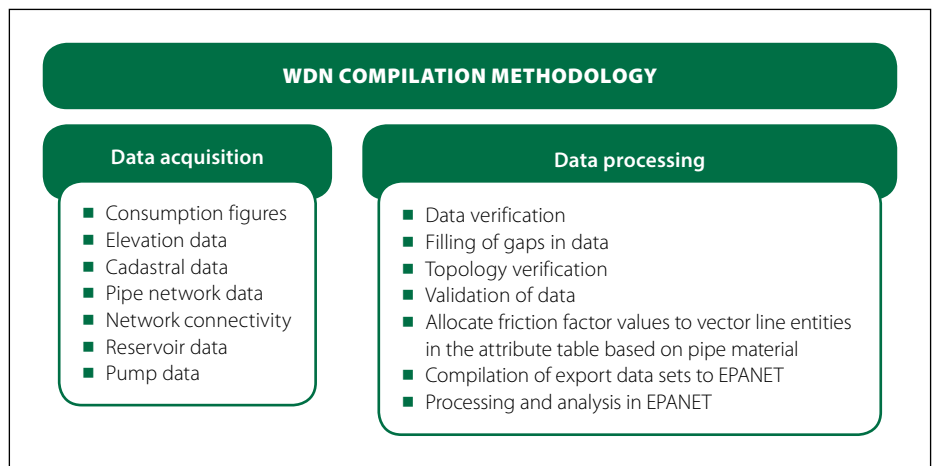 WDN COMPILATION METHODOLOGY
Data acquisition
■ Consumption figures
■ Elevation data
■ Cadastral data
■ Pipe network data
■ Network connectivity
■ Reservoir data
■ Pump data
Data processing
■ Data verification
■ Filling of gaps in data
■ Topology verification
■ Validation of data
■ Allocate friction factor values to vector line entities
in the attribute table based on pipe material
■ Compilation of export data sets to EPANET
■ Processing and analysis in EPANET